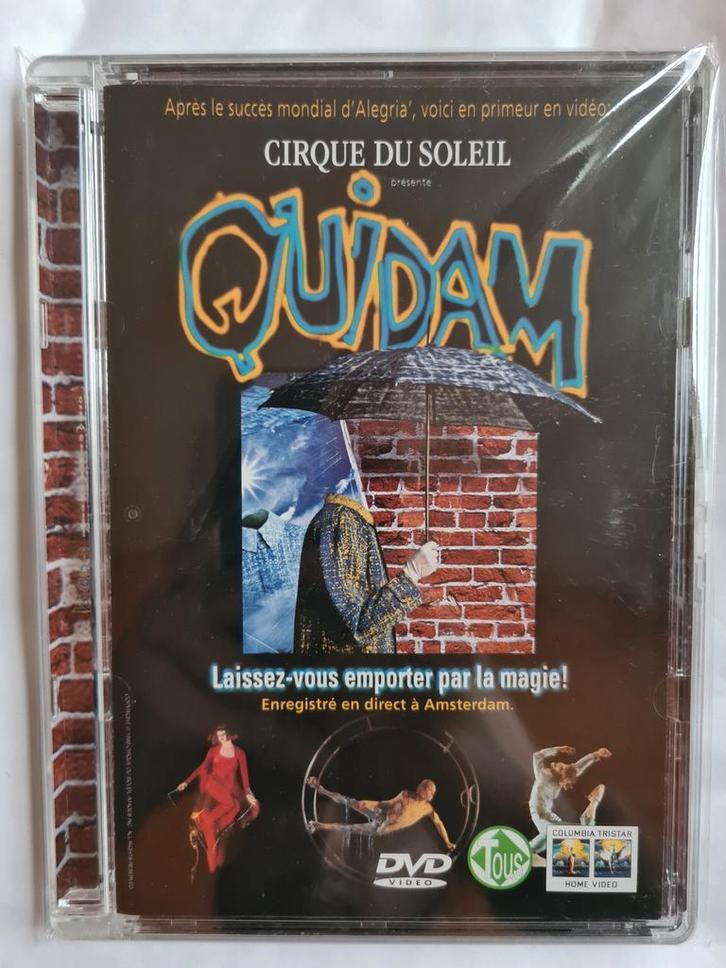 Après le succès mondial d'Alegria', voici en primeur en vidéo:
CIRQUE DU SOLEIL
présente
QUIDAM
Laissez-vous emporter par la magie!
Enregistré en direct à Amsterdam.
DVD
VIDEO
TOUS
COLUMBIA TRISTAR
HOME VIDEO